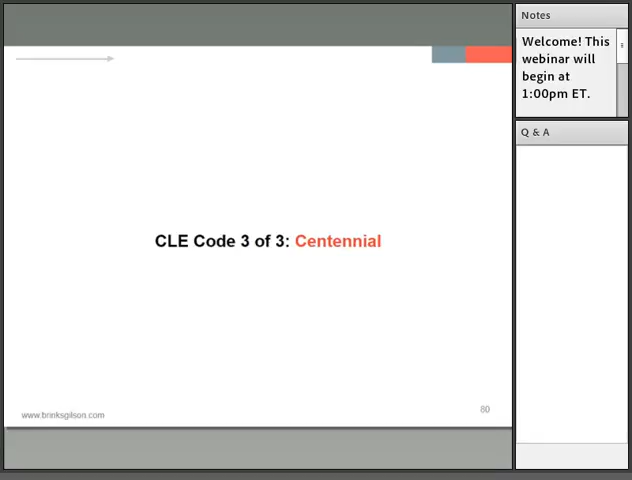 CLE Code 3 of 3: Centennial
www.brinksgilson.com
80
Notes
Welcome! This
webinar will
begin at
1:00pm ET.
Q & A